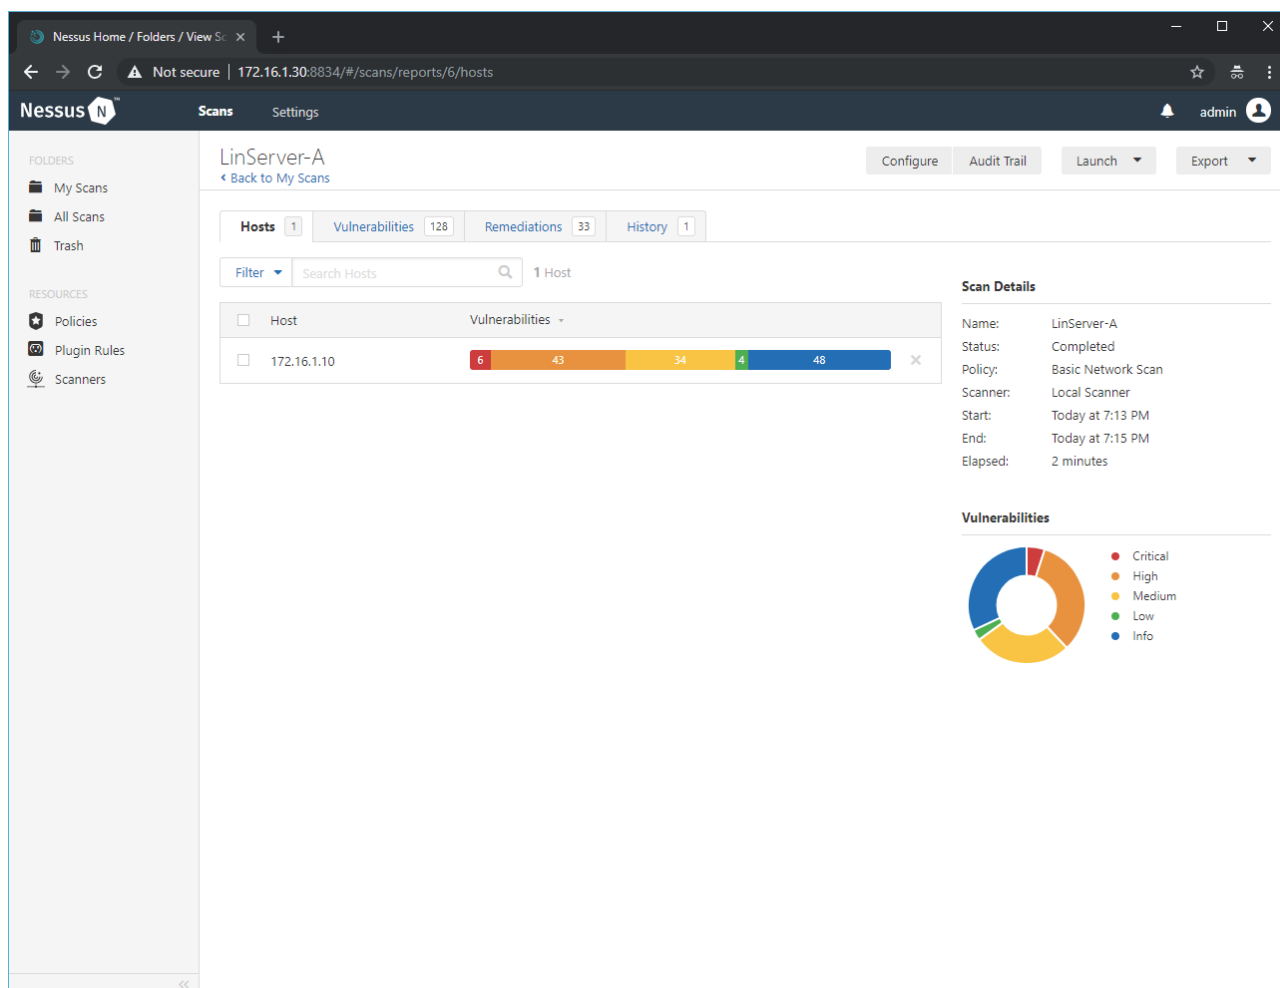 Nessus Home / Folders / View Sc
Not secure | 172.16.1.30:8834/#/scans/reports/6/hosts
Nessus N ™ Scans Settings admin
FOLDERS
My Scans
All Scans
Trash
RESOURCES
Policies
Plugin Rules
Scanners
LinServer-A
Back to My Scans
Configure Audit Trail Launch Export
Hosts 1 Vulnerabilities 128 Remediations 33 History 1
Filter Search Hosts 1 Host
Host Vulnerabilities
172.16.1.10 6 43 34 4 48
Scan Details
Name: LinServer-A
Status: Completed
Policy: Basic Network Scan
Scanner: Local Scanner
Start: Today at 7:13 PM
End: Today at 7:15 PM
Elapsed: 2 minutes
Vulnerabilities
Critical
High
Medium
Low
Info